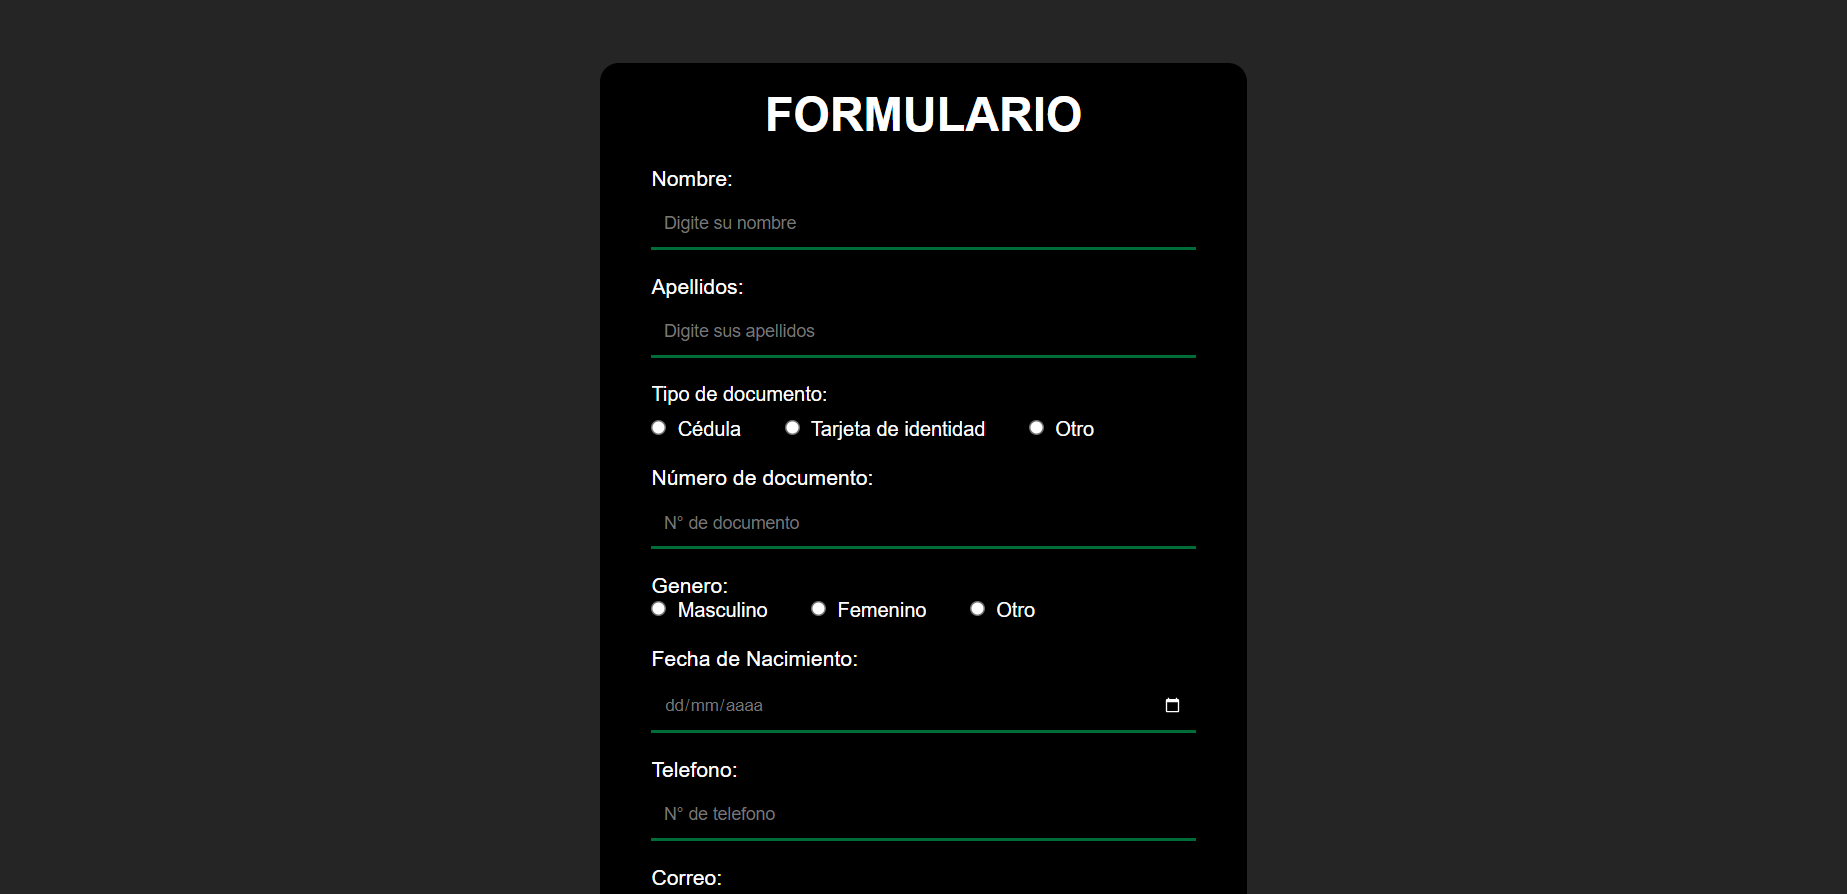 FORMULARIO
Nombre:
Digite su nombre
Apellidos:
Digite sus apellidos
Tipo de documento:
Cédula Tarjeta de identidad Otro
Número de documento:
N° de documento
Genero:
Masculino Femenino Otro
Fecha de Nacimiento:
dd/mm/aaaa
Telefono:
N° de telefono
Correo: